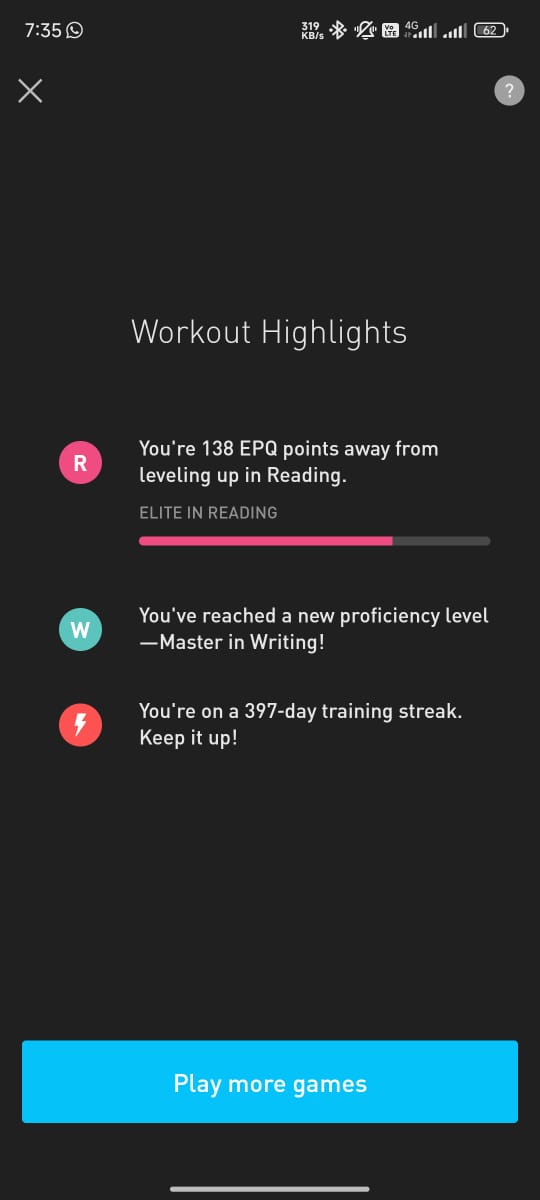 7:35
319
KB/s
Vo
LTE
4G
62
?
Workout Highlights
R
You're 138 EPQ points away from
leveling up in Reading.
ELITE IN READING
W
You've reached a new proficiency level
—Master in Writing!
You're on a 397-day training streak.
Keep it up!
Play more games